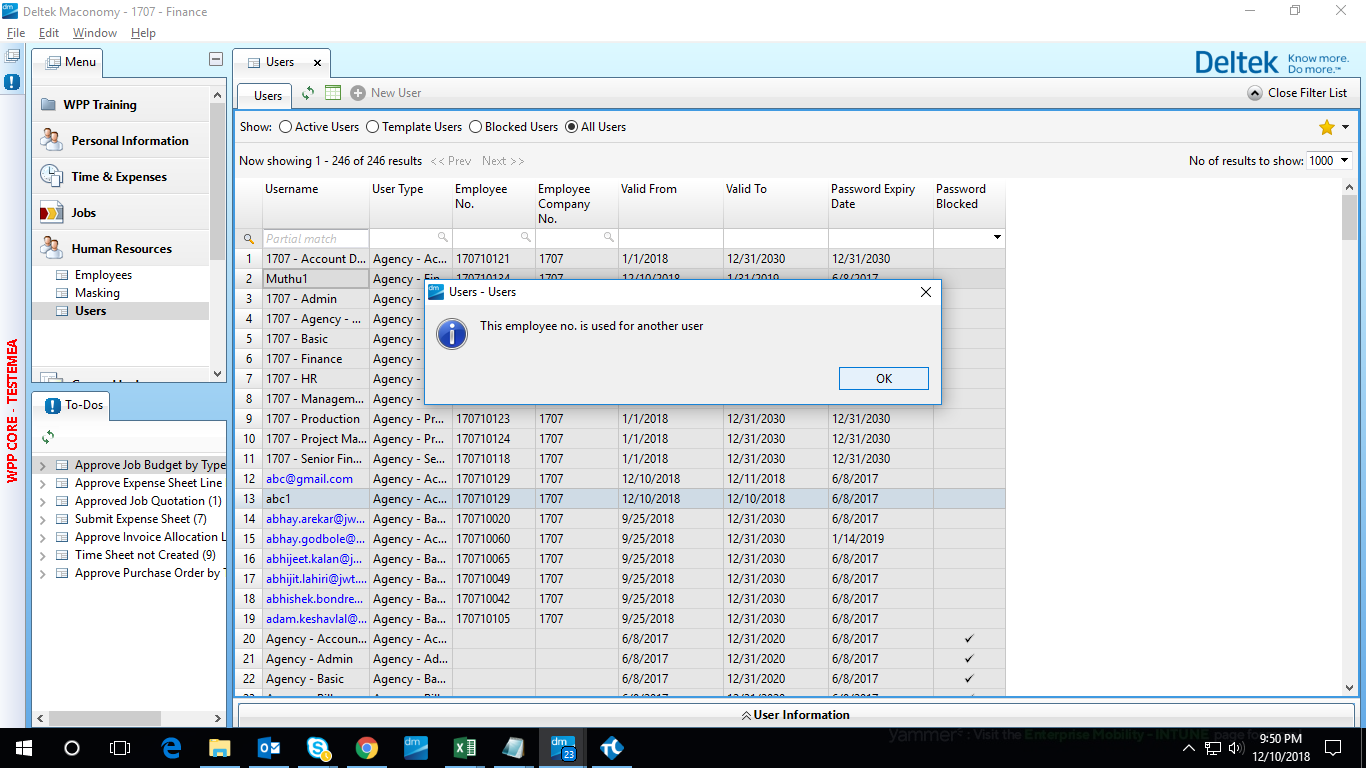 Deltek Maconomy - 1707 - Finance
File Edit Window Help
Menu
Users
Deltek Know more. Do more.™
WPP Training
Personal Information
Time & Expenses
Jobs
Human Resources
Employees
Masking
Users
WPP CORE - TESTEMEA
To-Dos
Approve Job Budget by Type
Approve Expense Sheet Line
Approved Job Quotation (1)
Submit Expense Sheet (7)
Approve Invoice Allocation L
Time Sheet not Created (9)
Approve Purchase Order by T
Users New User Close Filter List
Show: Active Users Template Users Blocked Users All Users
Now showing 1 - 246 of 246 results << Prev Next >> No of results to show: 1000
Username User Type Employee No. Employee Company No. Valid From Valid To Password Expiry Date Password Blocked
Partial match
1 1707 - Account D... Agency - Ac... 170710121 1707 1/1/2018 12/31/2030 12/31/2030
2 Muthu1 Agency - Fin 170710134 1707 12/10/2018 1/31/2019 6/8/2017
3 1707 - Admin Agency -
4 1707 - Agency - ... Agency -
5 1707 - Basic Agency -
6 1707 - Finance Agency -
7 1707 - HR Agency -
8 1707 - Managem... Agency -
9 1707 - Production Agency - Pr... 170710123 1707 1/1/2018 12/31/2030 12/31/2030
10 1707 - Project Ma... Agency - Pr... 170710124 1707 1/1/2018 12/31/2030 12/31/2030
11 1707 - Senior Fin... Agency - Se... 170710118 1707 1/1/2018 12/31/2030 12/31/2030
12 abc@gmail.com Agency - Ac... 170710129 1707 12/10/2018 12/11/2018 6/8/2017
13 abc1 Agency - Ac... 170710129 1707 12/10/2018 12/10/2018 6/8/2017
14 abhay.arekar@jw... Agency - Ba... 170710020 1707 9/25/2018 12/31/2030 6/8/2017
15 abhay.godbole@... Agency - Ac... 170710060 1707 9/25/2018 12/31/2030 1/14/2019
16 abhijeet.kalan@j... Agency - Ba... 170710065 1707 9/25/2018 12/31/2030 6/8/2017
17 abhijit.lahiri@jwt.... Agency - Ba... 170710049 1707 9/25/2018 12/31/2030 6/8/2017
18 abhishek.bondre... Agency - Ba... 170710042 1707 9/25/2018 12/31/2030 6/8/2017
19 adam.keshavlal@... Agency - Ba... 170710105 1707 9/25/2018 12/31/2030 6/8/2017
20 Agency - Accoun... Agency - Ac... 6/8/2017 12/31/2020 6/8/2017 ✓
21 Agency - Admin Agency - Ad... 6/8/2017 12/31/2020 6/8/2017 ✓
22 Agency - Basic Agency - Ba... 6/8/2017 12/31/2020 6/8/2017 ✓
Users - Users
This employee no. is used for another user
OK
User Information
yammer: Visit the Enterprise Mobility - INTUNE page fo
23
9:50 PM
12/10/2018